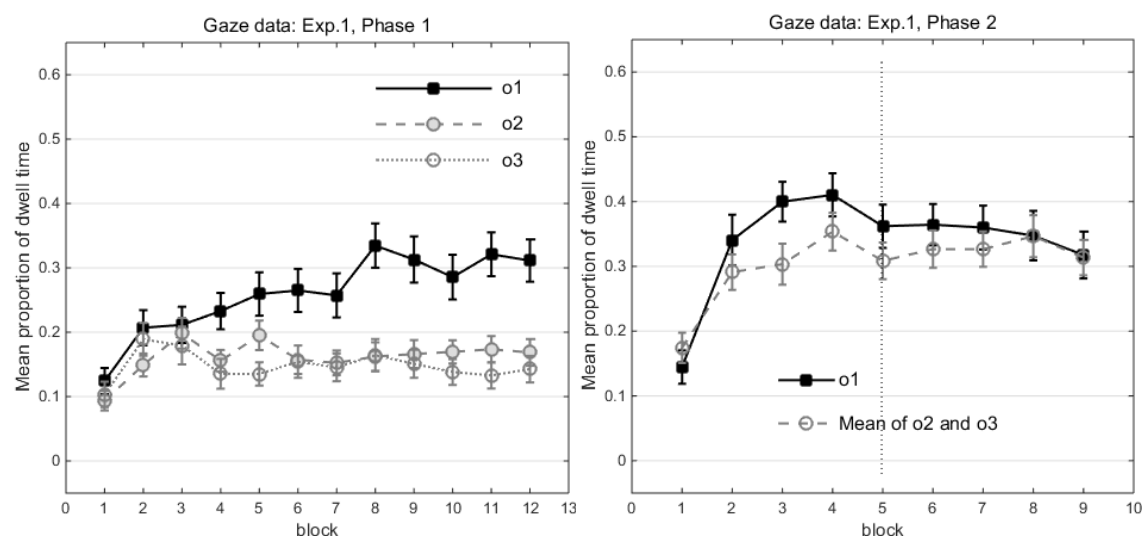 Gaze data: Exp.1, Phase 1
Mean proportion of dwell time
0.6
0.5
0.4
0.3
0.2
0.1
0
o1
o2
o3
0 1 2 3 4 5 6 7 8 9 10 11 12 13
block
Gaze data: Exp.1, Phase 2
Mean proportion of dwell time
0.6
0.5
0.4
0.3
0.2
0.1
0
o1
Mean of o2 and o3
0 1 2 3 4 5 6 7 8 9 10
block